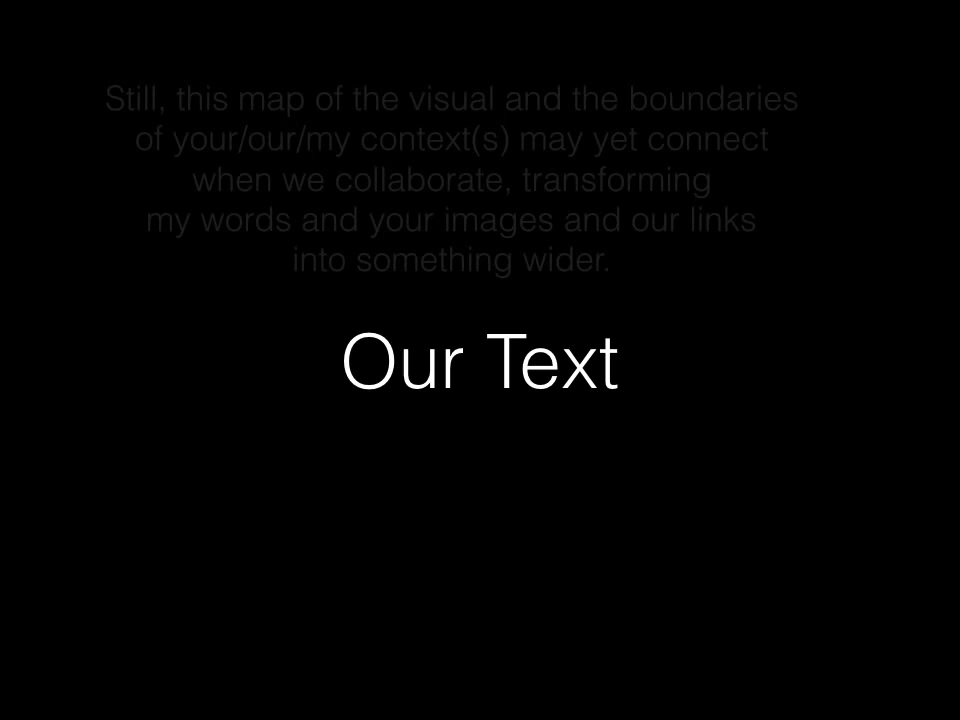 Still, this map of the visual and the boundaries
of your/our/my context(s) may yet connect
when we collaborate, transforming
my words and your images and our links
into something wider.
Our Text